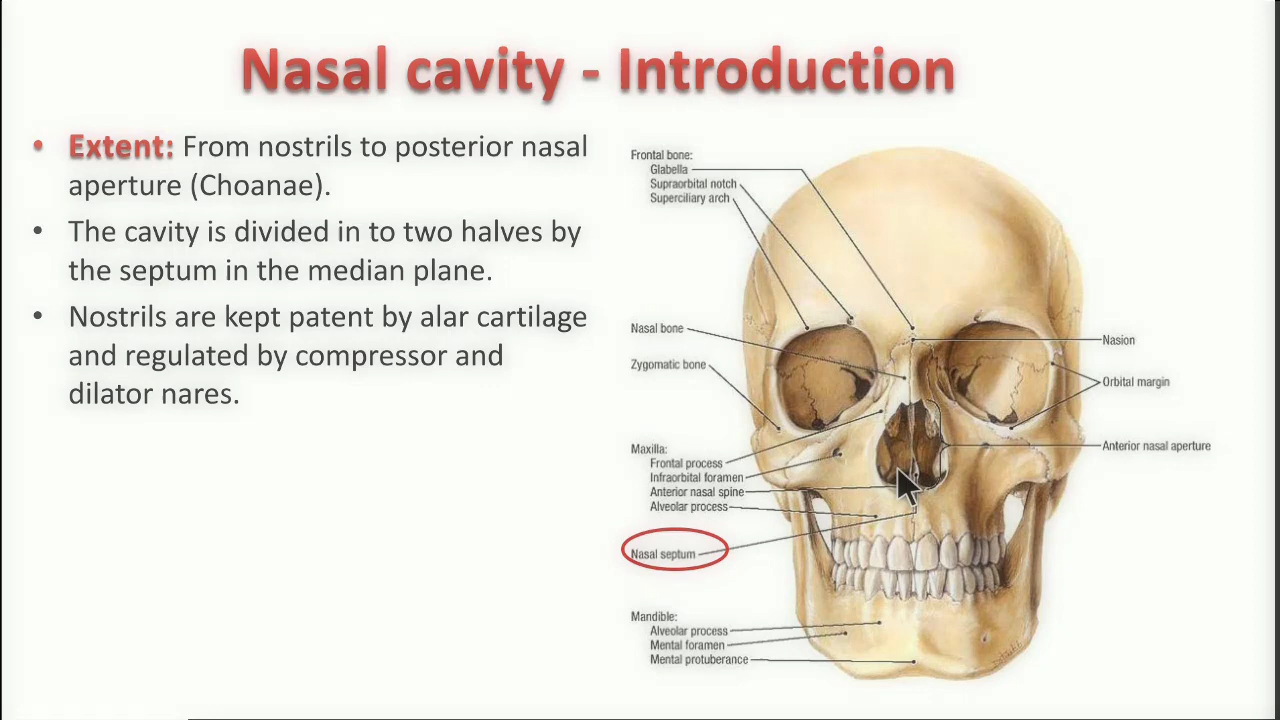 Nasal cavity - Introduction
• Extent: From nostrils to posterior nasal
aperture (Choanae).
• The cavity is divided in to two halves by
the septum in the median plane.
• Nostrils are kept patent by alar cartilage
and regulated by compressor and
dilator nares.
Frontal bone:
Glabella
Supraorbital notch
Superciliary arch
Nasal bone
Zygomatic bone
Maxilla:
Frontal process
Infraorbital foramen
Anterior nasal spine
Alveolar process
Nasal septum
Mandible:
Alveolar process
Mental foramen
Mental protuberance
Nasion
Orbital margin
Anterior nasal aperture